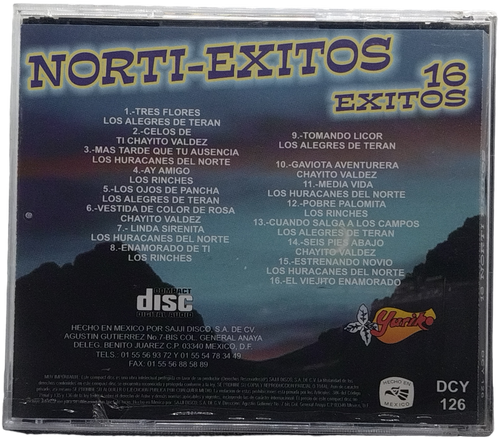 NORTI-EXITOS
16
EXITOS
1.-TRES FLORES
LOS ALEGRES DE TERAN
2.-CELOS DE
TI CHAYITO VALDEZ
3.-MAS TARDE QUE TU AUSENCIA
LOS HURACANES DEL NORTE
4.-AY AMIGO
LOS RINCHES
5.-LOS OJOS DE PANCHA
LOS ALEGRES DE TERAN
6.-VESTIDA DE COLOR DE ROSA
CHAYITO VALDEZ
7.- LINDA SIRENITA
LOS HURACANES DEL NORTE
8.-ENAMORADO DE TI
LOS RINCHES
9.-TOMANDO LICOR
LOS ALEGRES DE TERAN
10.-GAVIOTA AVENTURERA
CHAYITO VALDEZ
11.-MEDIA VIDA
LOS HURACANES DEL NORTE
12.-POBRE PALOMITA
LOS RINCHES
13.-CUANDO SALGA A LOS CAMPOS
LOS ALEGRES DE TERAN
14.-SEIS PIES ABAJO
CHAYITO VALDEZ
15.-ESTRENANDO NOVIO
LOS HURACANES DEL NORTE
16.-EL VIEJITO ENAMORADO
COMPACT
disc
DIGITAL AUDIO
HECHO EN MEXICO POR SAJJI DISCO, S.A. DE CV.
AGUSTIN GUTIERREZ No.7-BIS COL. GENERAL ANAYA
DELEG. BENITO JUAREZ C.P. 03340 MEXICO, D.F.
TELS.: 01 55 56 93 72 Y 01 55 54 78 34 49
FAX: 01 55 56 88 58 89
Yuriko
HECHO EN
MEXICO
DCY
126